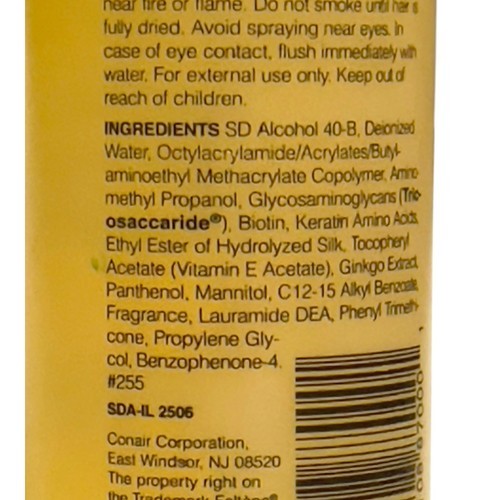 near fire or flame. Do not smoke until hair is
fully dried. Avoid spraying near eyes. In
case of eye contact, flush immediately with
water. For external use only. Keep out of
reach of children.
INGREDIENTS SD Alcohol 40-B, Deionized
Water, Octylacrylamide/Acrylates/Butyl-
aminoethyl Methacrylate Copolymer, Amino-
methyl Propanol, Glycosaminoglycans (Trio-
osaccaride®), Biotin, Keratin Amino Acids,
Ethyl Ester of Hydrolyzed Silk, Tocopheryl
Acetate (Vitamin E Acetate), Ginkgo Extract,
Panthenol, Mannitol, C12-15 Alkyl Benzoate,
Fragrance, Lauramide DEA, Phenyl Trimeth-
cone, Propylene Gly-
col, Benzophenone-4.
#255
SDA-IL 2506
Conair Corporation,
East Windsor, NJ 08520
The property right on
the Trademark